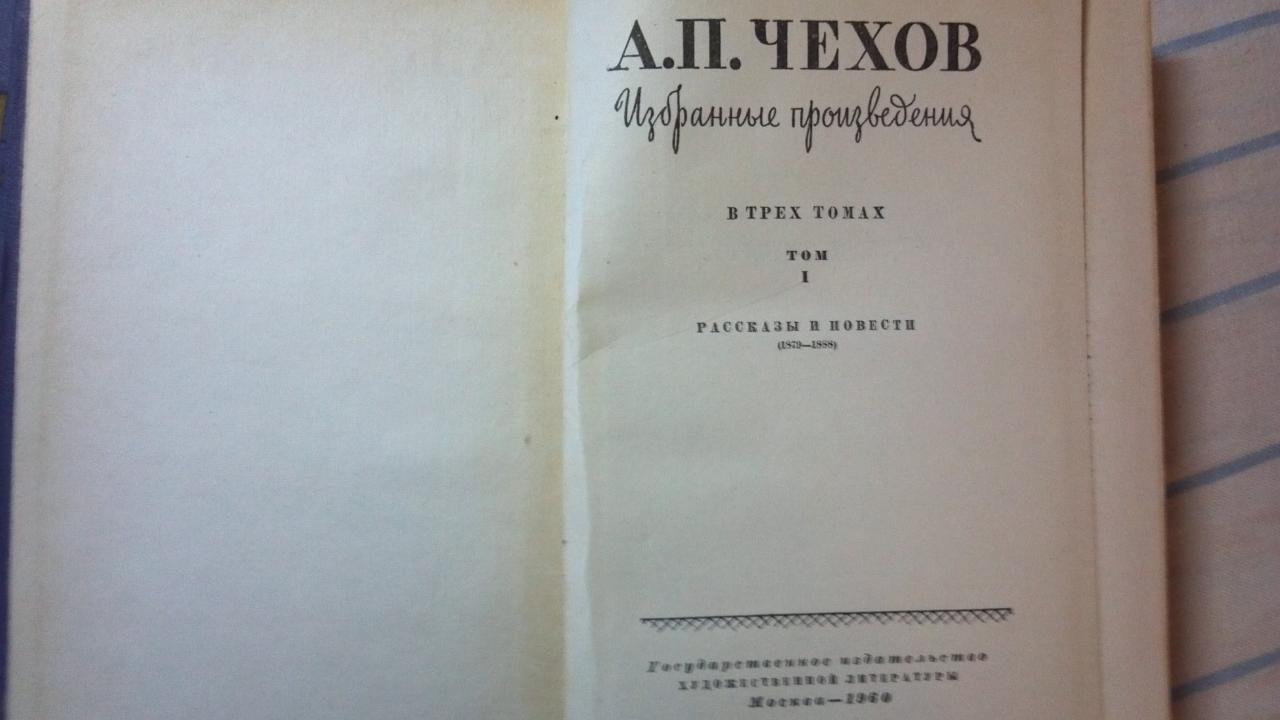 А.П. ЧЕХОВ
Избранные произведения
В ТРЕХ ТОМАХ
ТОМ
I
РАССКАЗЫ И ПОВЕСТИ
(1879—1888)
Государственное издательство
ХУДОЖЕСТВЕННОЙ ЛИТЕРАТУРЫ
Москва—1960